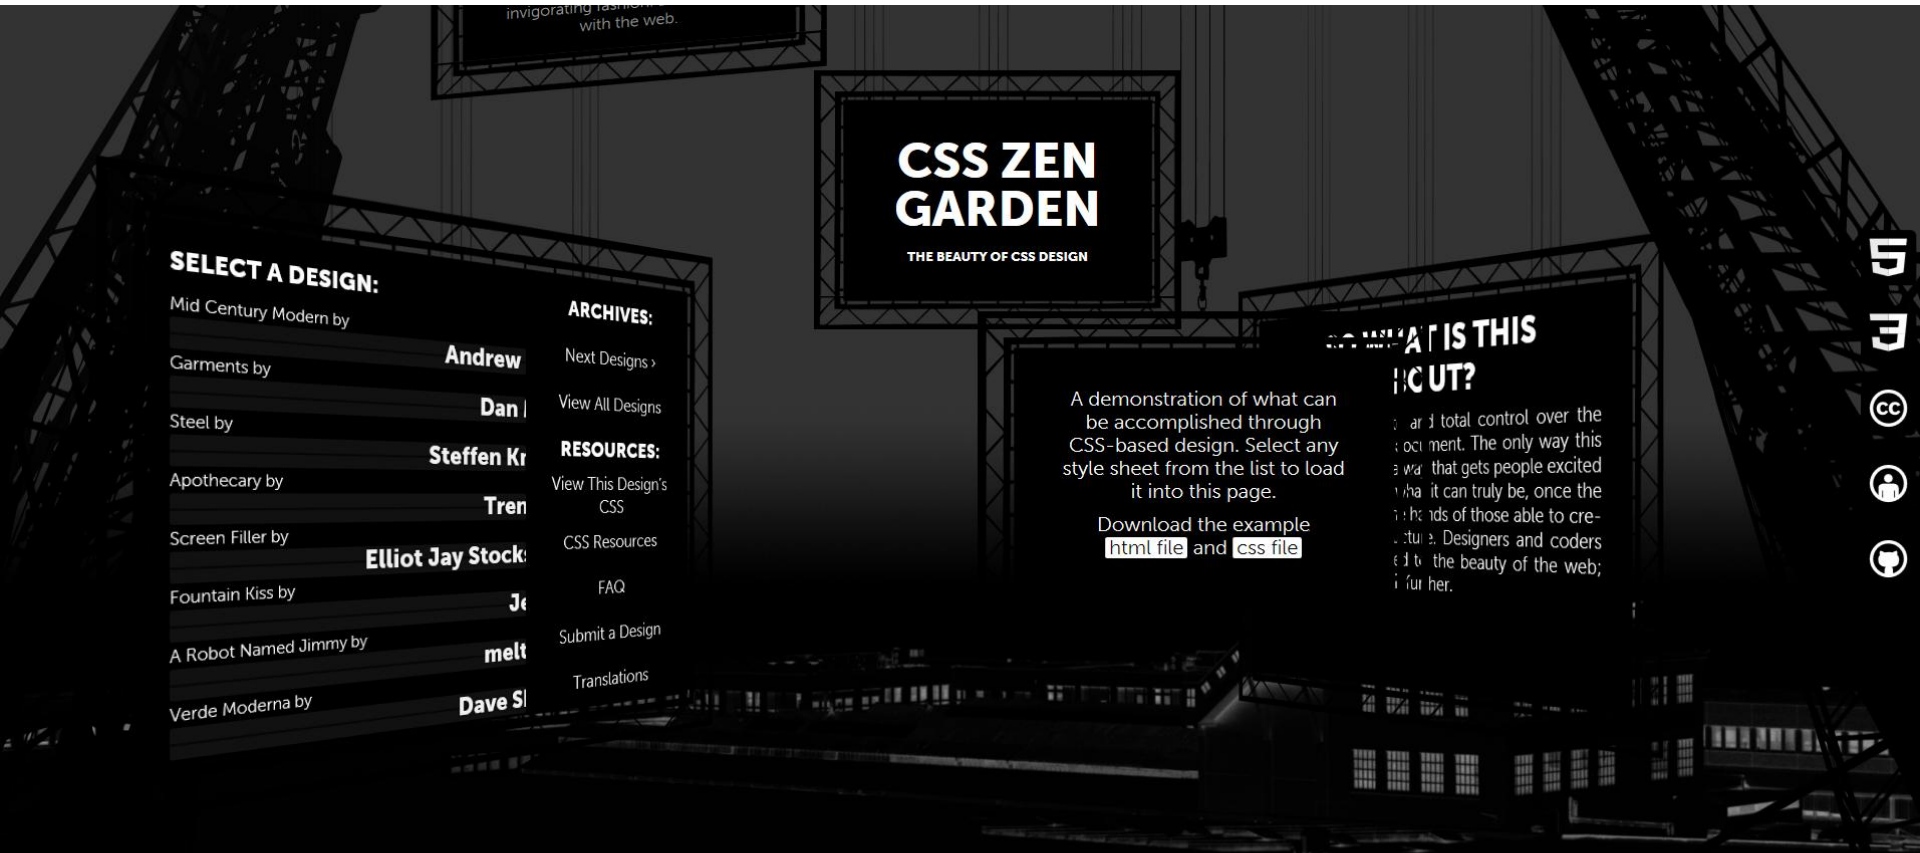 invigorating
with the web.
CSS ZEN
GARDEN
THE BEAUTY OF CSS DESIGN
SELECT A DESIGN:
Mid Century Modern by
Andrew
Garments by
Dan
Steel by
Steffen
Apothecary by
Screen Filler by
Elliot Jay
Fountain Kiss by
A Robot Named Jimmy by
Verde Moderna by
Dave
ARCHIVES:
Next Designs ›
View All Designs
RESOURCES:
View This Design's
CSS
CSS Resources
FAQ
Submit a Design
Translations
A demonstration of what can
be accomplished through
CSS-based design. Select any
style sheet from the list to load
it into this page.
Download the example
html file and css file
SO WHAT IS THIS
total control over the
The only way this
that gets people excited
it can truly be, once the
of those able to cre-
Designers and coders
the beauty of the web;
5
3
cc